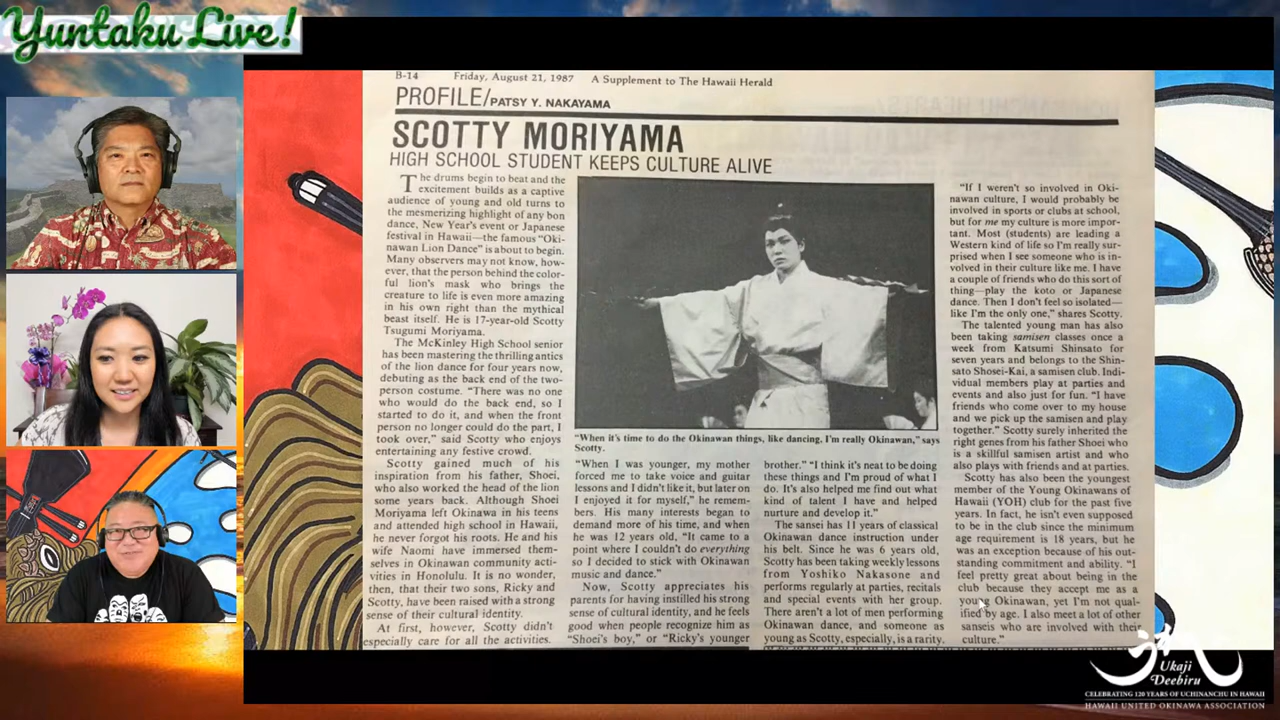 Yuntaku Live!
B-14 Friday, August 21, 1987 A Supplement to The Hawaii Herald
PROFILE/PATSY Y. NAKAYAMA
SCOTTY MORIYAMA
HIGH SCHOOL STUDENT KEEPS CULTURE ALIVE
The drums begin to beat and the
excitement builds as a captive
audience of young and old turns to
the mesmerizing highlight of any bon
dance, New Year's event or Japanese
festival in Hawaii—the famous "Oki-
nawan Lion Dance" is about to begin.
Many observers may not know, how-
ever, that the person behind the color-
ful lion's mask who brings the
creature to life is even more amazing
in his own right than the mythical
beast itself. He is 17-year-old Scotty
Tsugumi Moriyama.
The McKinley High School senior
has been mastering the thrilling antics
of the lion dance for four years now,
debuting as the back end of the two-
person costume. "There was no one
who would do the back end, so I
started to do it, and when the front
person no longer could do the part, I
took over," said Scotty who enjoys
entertaining any festive crowd.
Scotty gained much of his
inspiration from his father, Shoei,
who also worked the head of the lion
some years back. Although Shoei
Moriyama left Okinawa in his teens
and attended high school in Hawaii,
he never forgot his roots. He and his
wife Naomi have immersed them-
selves in Okinawan community acti-
vities in Honolulu. It is no wonder,
then, that their two sons, Ricky and
Scotty, have been raised with a strong
sense of their cultural identity.
At first, however, Scotty didn't
especially care for all the activities.
"When it's time to do the Okinawan things, like dancing, I'm really Okinawan," says
Scotty.
"When I was younger, my mother
forced me to take voice and guitar
lessons and I didn't like it, but later on
I enjoyed it for myself," he remem-
bers. His many interests began to
demand more of his time, and when
he was 12 years old, "It came to a
point where I couldn't do everything
so I decided to stick with Okinawan
music and dance."
Now, Scotty appreciates his
parents for having instilled his strong
sense of cultural identity, and he feels
good when people recognize him as
"Shoei's boy," or "Ricky's younger
brother." "I think it's neat to be doing
these things and I'm proud of what I
do. It's also helped me find out what
kind of talent I have and helped
nurture and develop it."
The sansei has 11 years of classical
Okinawan dance instruction under
his belt. Since he was 6 years old,
Scotty has been taking weekly lessons
from Yoshiko Nakasone and
performs regularly at parties, recitals
and special events with her group.
There aren't a lot of men performing
Okinawan dance, and someone as
young as Scotty, especially, is a rarity.
"If I weren't so involved in Oki-
nawan culture, I would probably be
involved in sports or clubs at school,
but for me my culture is more impor-
tant. Most (students) are leading a
Western kind of life so I'm really sur-
prised when I see someone who is in-
volved in their culture like me. I have
a couple of friends who do this sort of
thing—play the koto or Japanese
dance. Then I don't feel so isolated—
like I'm the only one," shares Scotty.
The talented young man has also
been taking samisen classes once a
week from Katsumi Shinsato for
seven years and belongs to the Shin-
sato Shosei-Kai, a samisen club. Indi-
vidual members play at parties and
events and also just for fun. "I have
friends who come over to my house
and we pick up the samisen and play
together." Scotty surely inherited the
right genes from his father Shoei who
is a skillful samisen artist and who
also plays with friends and at parties.
Scotty has also been the youngest
member of the Young Okinawans of
Hawaii (YOH) club for the past five
years. In fact, he isn't even supposed
to be in the club since the minimum
age requirement is 18 years, but he
was an exception because of his out-
standing commitment and ability. "I
feel pretty great about being in the
club because they accept me as a
young Okinawan, yet I'm not qual-
ified by age. I also meet a lot of other
sanseis who are involved with their
culture."
Ukaji
Deebiru
CELEBRATING 120 YEARS OF UCHINANCHU IN HAWAII
HAWAII UNITED OKINAWA ASSOCIATION